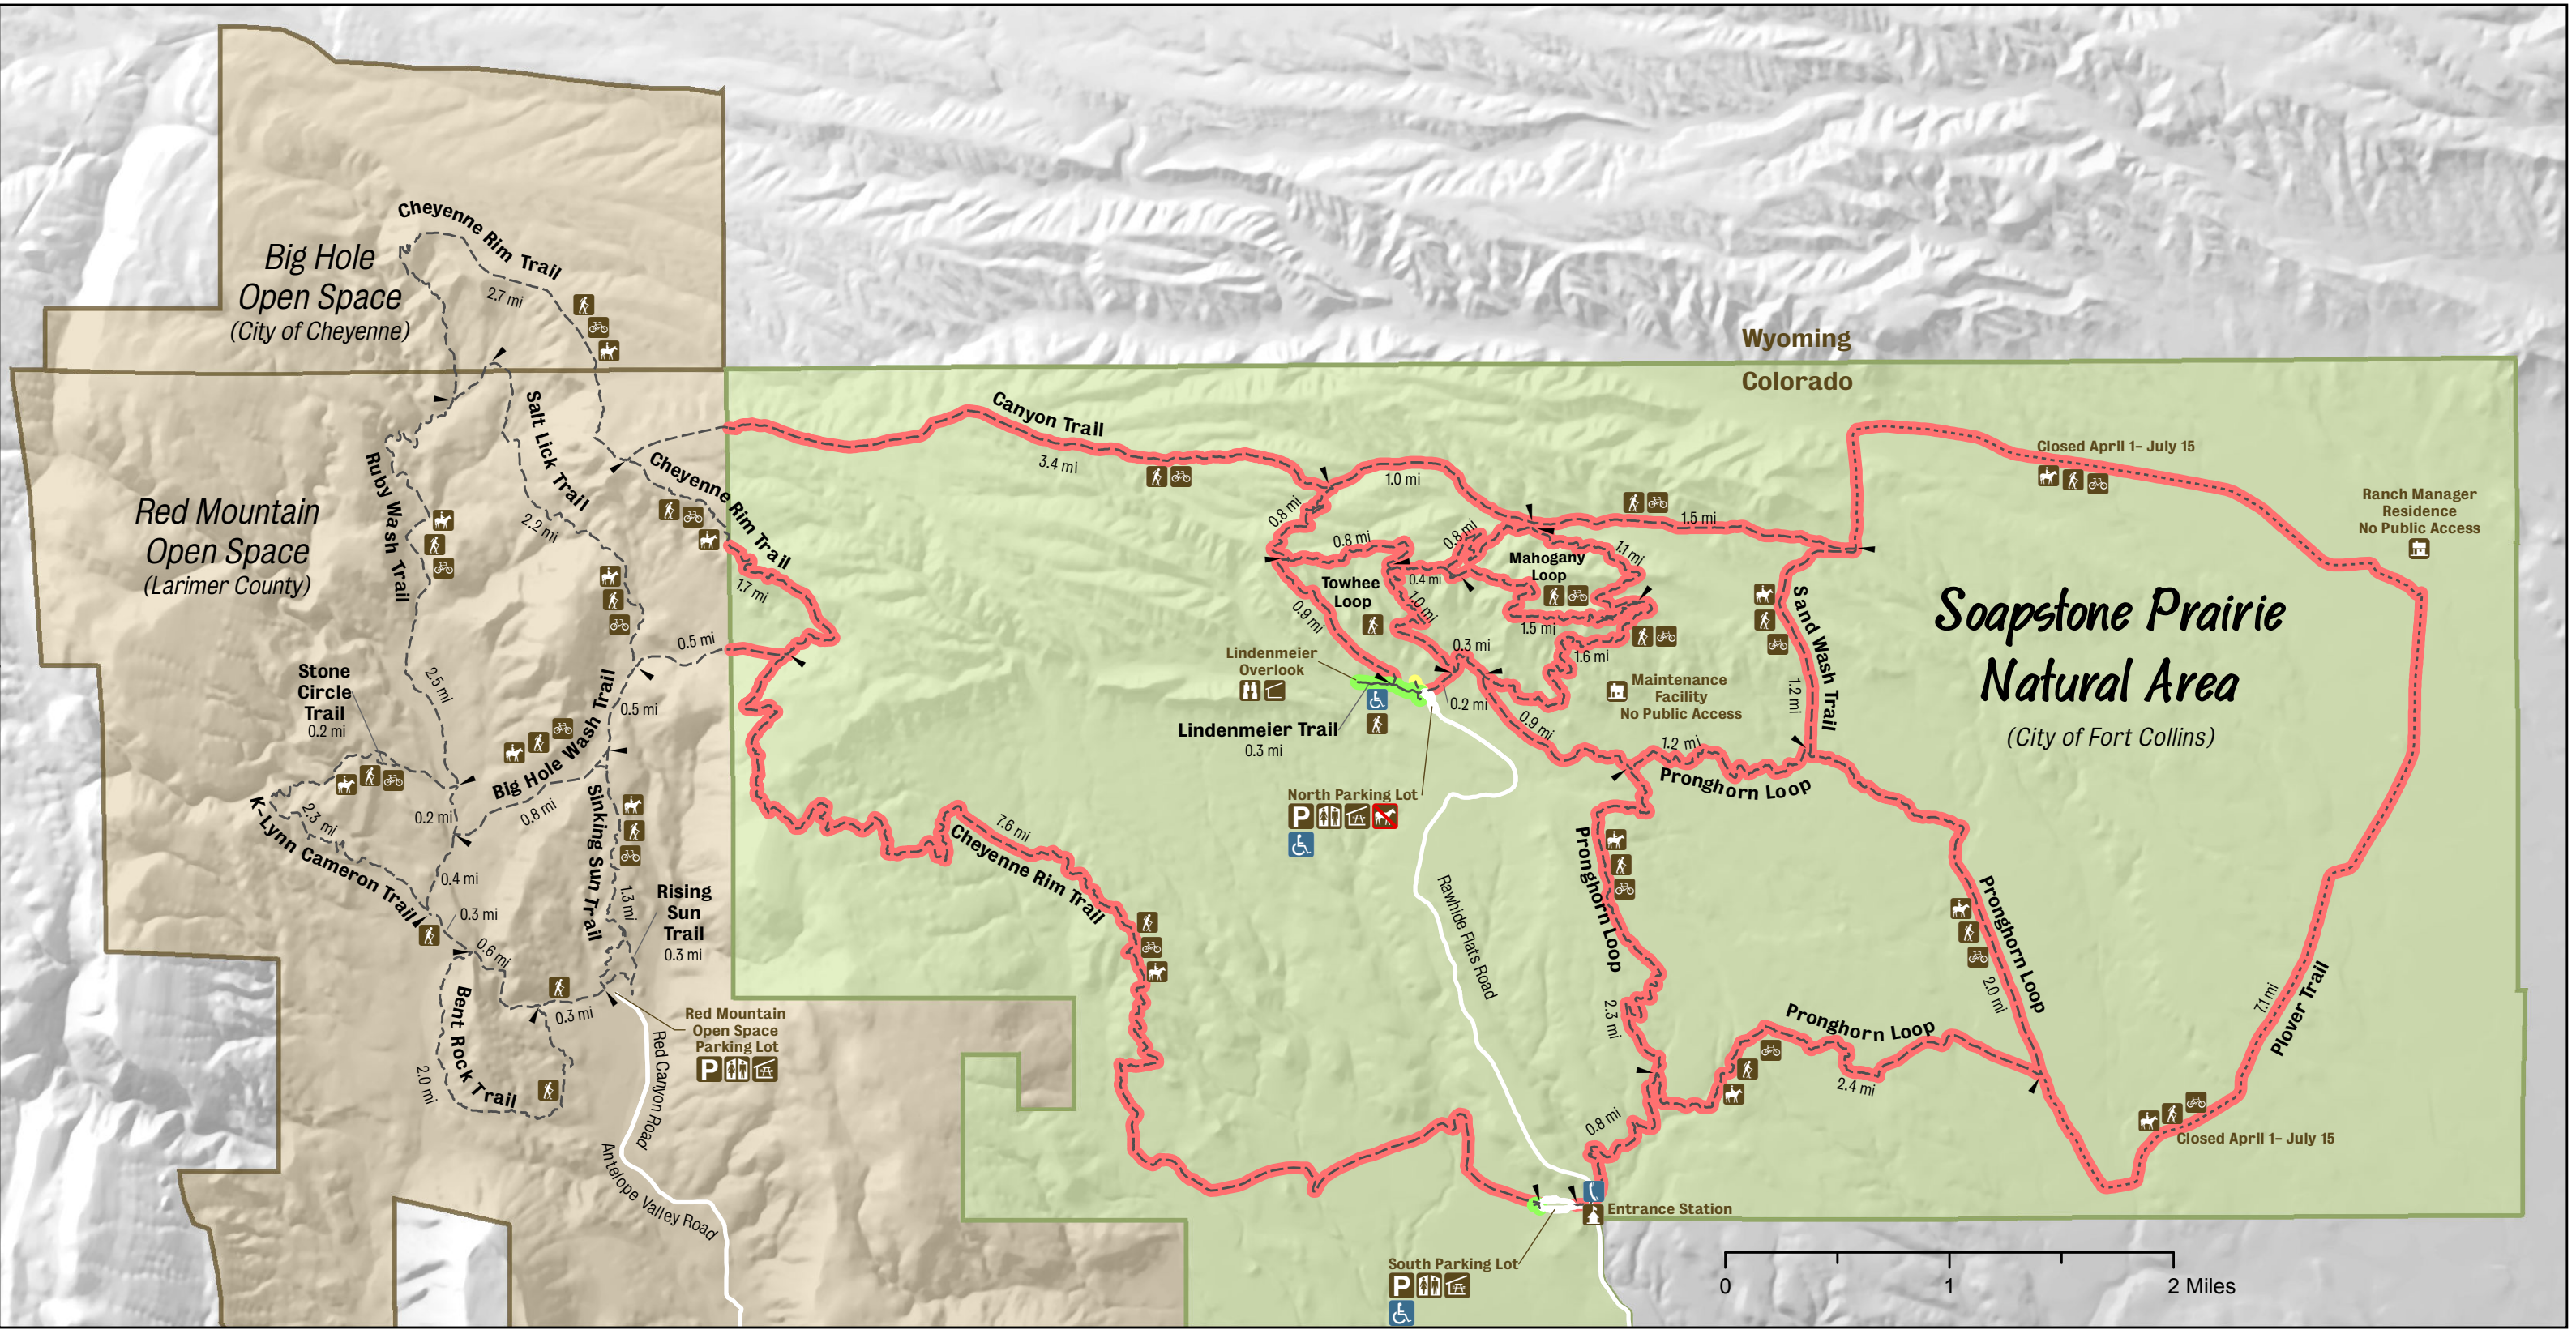 Wyoming
Colorado
Big Hole
Open Space
(City of Cheyenne)
Cheyenne Rim Trail
2.7 mi
Red Mountain
Open Space
(Larimer County)
Ruby Wash Trail
2.5 mi
Salt Lick Trail
2.2 mi
Cheyenne Rim Trail
1.7 mi
0.5 mi
0.5 mi
Stone
Circle
Trail
0.2 mi
Big Hole Wash Trail
0.8 mi
0.2 mi
0.4 mi
0.3 mi
0.6 mi
K-Lynn Cameron Trail
2.3 mi
Sinking Sun Trail
1.3 mi
Rising
Sun
Trail
0.3 mi
0.3 mi
Bent Rock Trail
2.0 mi
Red Mountain
Open Space
Parking Lot
P
Red Canyon Road
Antelope Valley Road
Canyon Trail
3.4 mi
1.0 mi
0.8 mi
0.8 mi
0.8 mi
1.5 mi
1.1 mi
Mahogany
Loop
Towhee
Loop
0.4 mi
1.0 mi
0.9 mi
1.5 mi
1.6 mi
0.3 mi
0.2 mi
0.9 mi
Lindenmeier
Overlook
Lindenmeier Trail
0.3 mi
North Parking Lot
P
Maintenance
Facility
No Public Access
Sand Wash Trail
1.2 mi
1.2 mi
Pronghorn Loop
Pronghorn Loop
2.3 mi
Pronghorn Loop
2.0 mi
Pronghorn Loop
2.4 mi
0.8 mi
Cheyenne Rim Trail
7.6 mi
Rawhide Flats Road
Soapstone Prairie
Natural Area
(City of Fort Collins)
Closed April 1- July 15
Ranch Manager
Residence
No Public Access
7.1 mi
Plover Trail
Closed April 1- July 15
Entrance Station
South Parking Lot
P
0 1 2 Miles